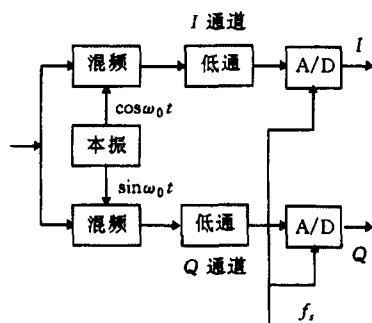 I 通道
混频
低通
A/D
I
cosω₀t
本振
sinω₀t
混频
低通
A/D
Q 通道
Q
fₛ